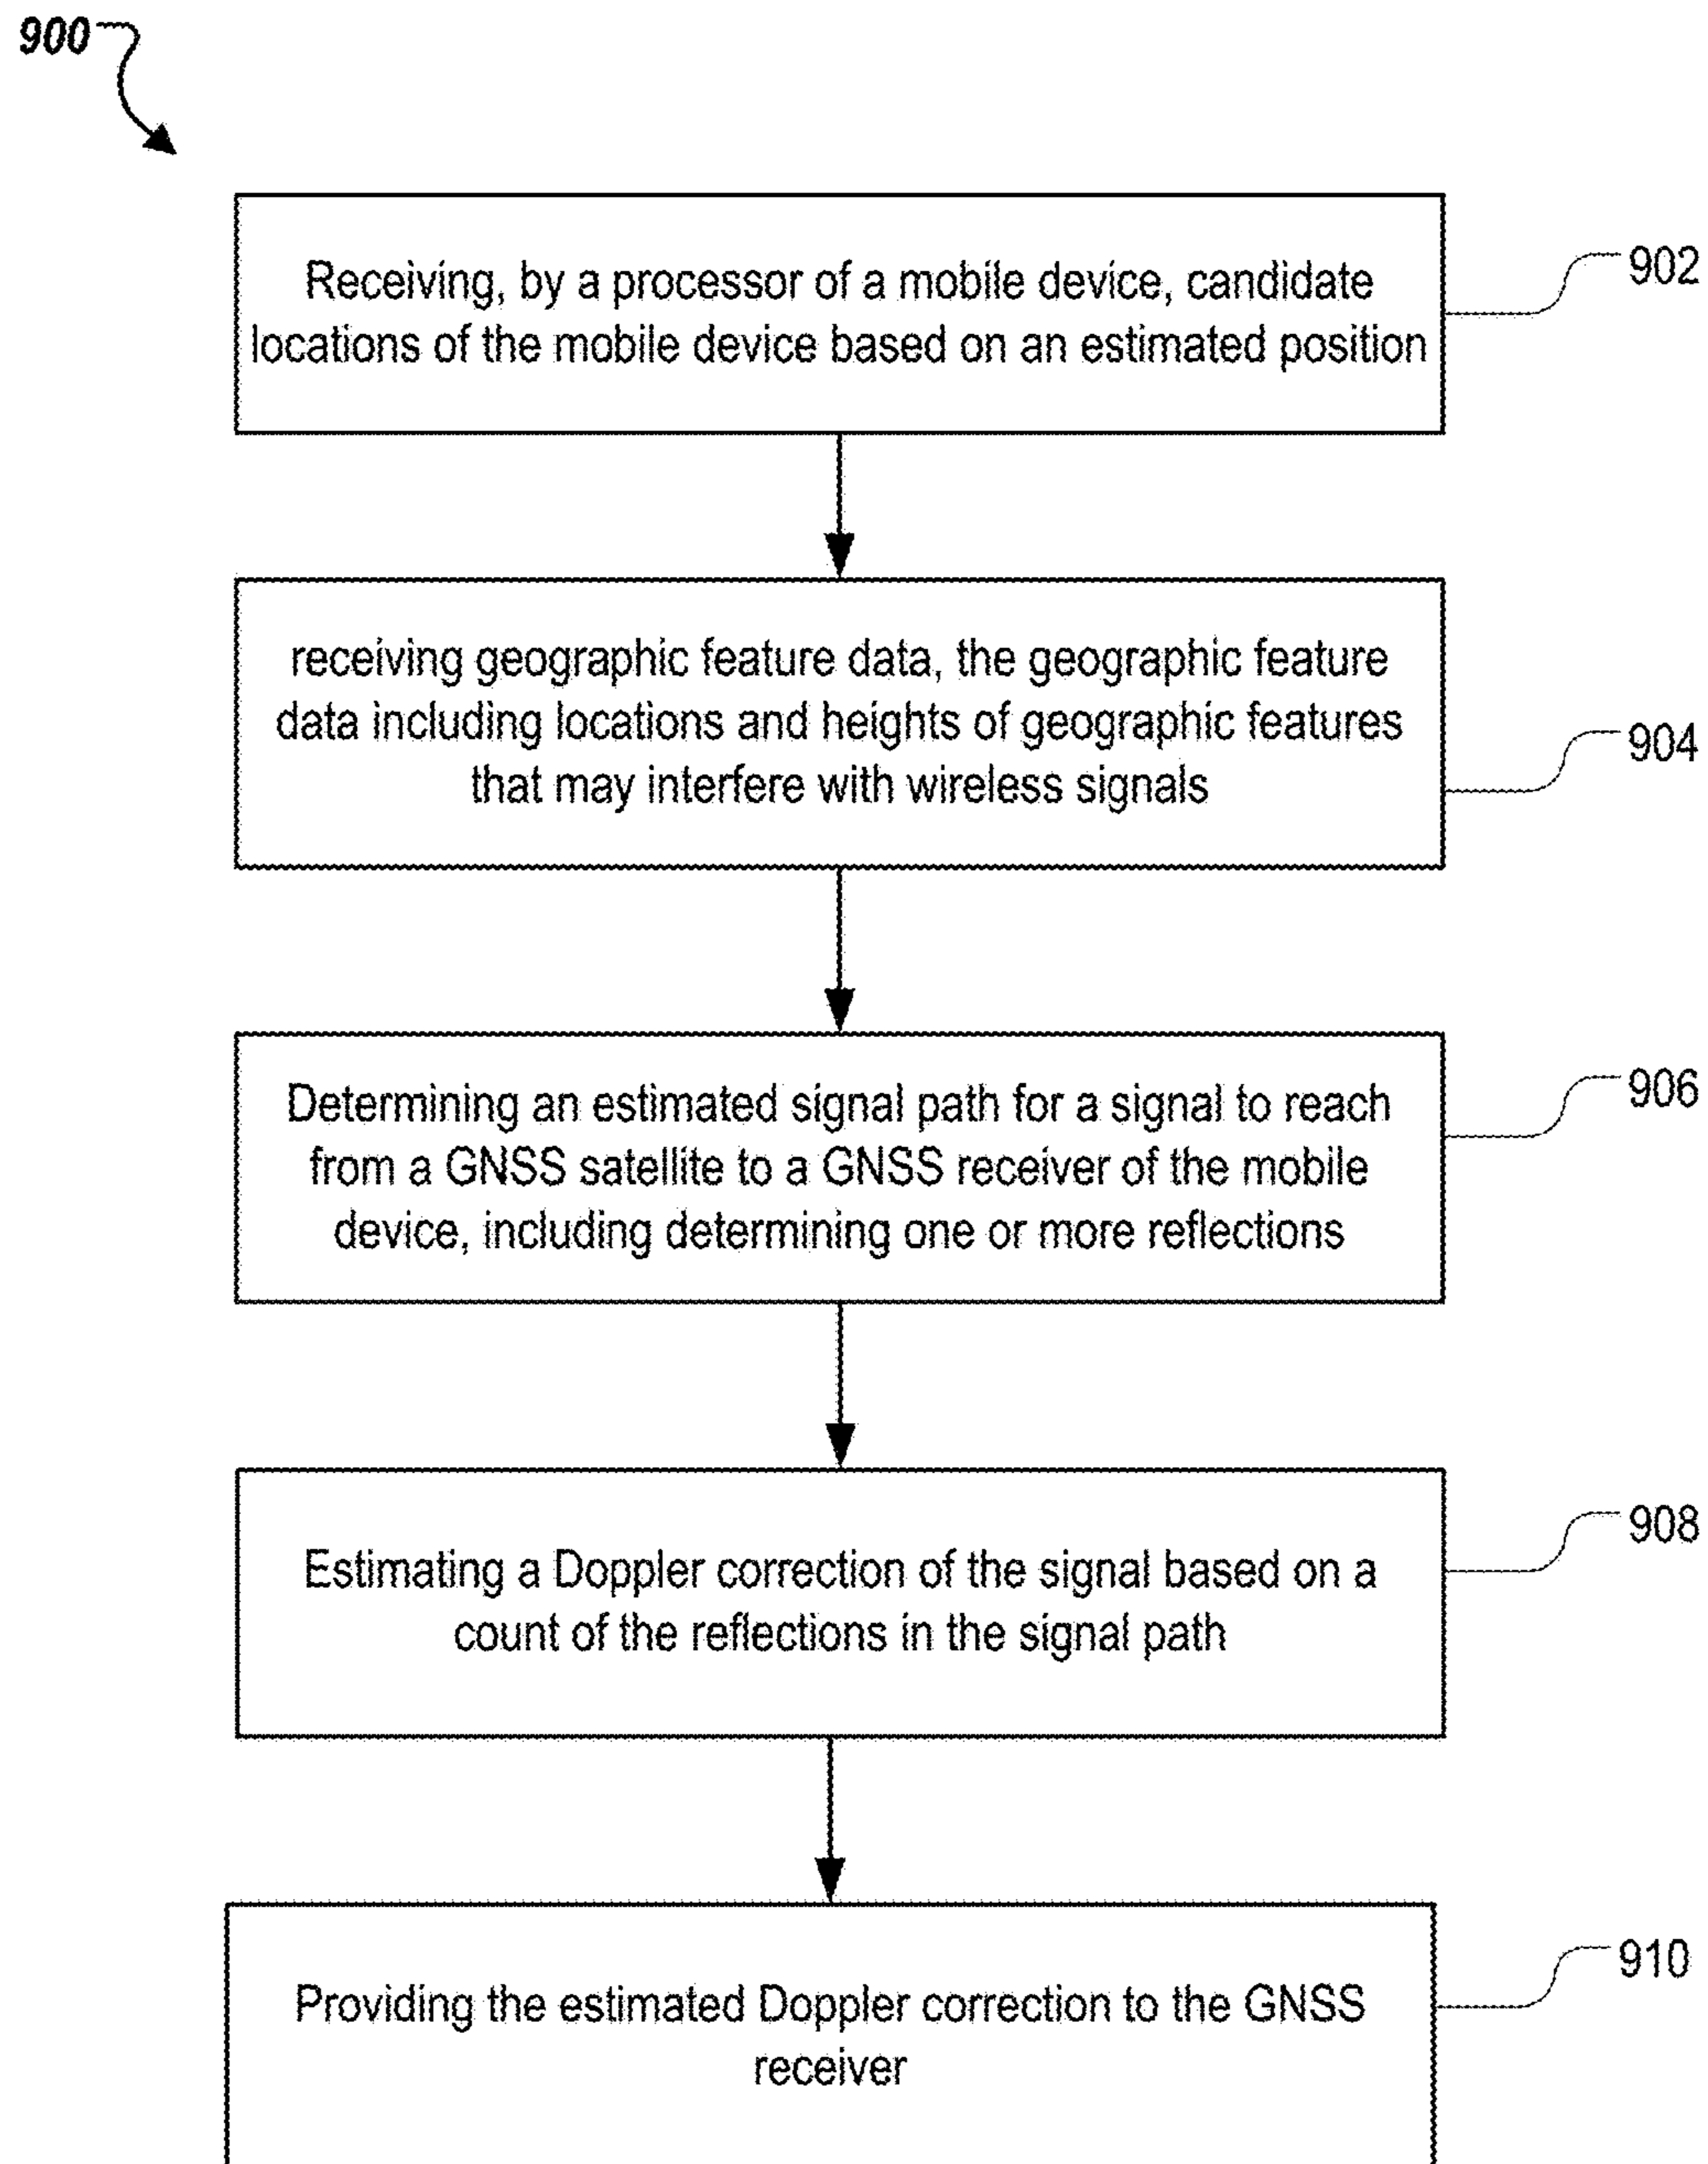 900
Receiving, by a processor of a mobile device, candidate
locations of the mobile device based on an estimated position
902
receiving geographic feature data, the geographic feature
data including locations and heights of geographic features
that may interfere with wireless signals
904
Determining an estimated signal path for a signal to reach
from a GNSS satellite to a GNSS receiver of the mobile
device, including determining one or more reflections
906
Estimating a Doppler correction of the signal based on a
count of the reflections in the signal path
908
Providing the estimated Doppler correction to the GNSS
receiver
910